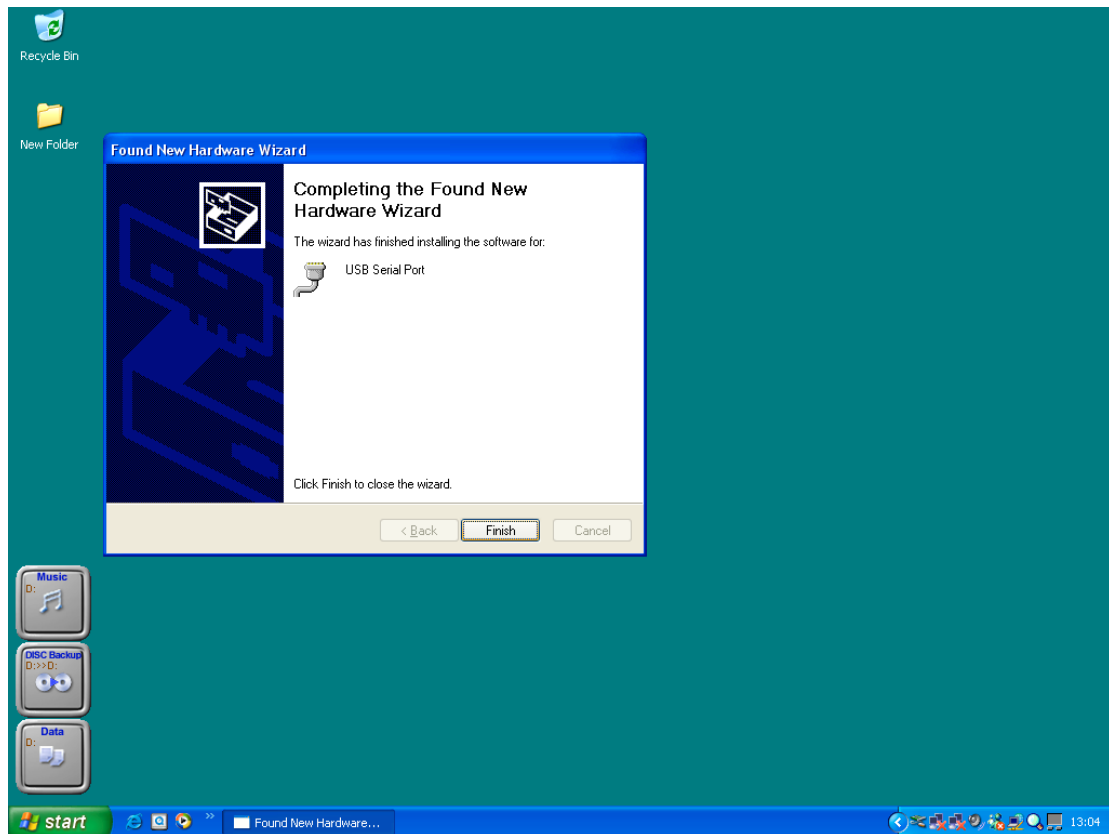 Recycle Bin
New Folder
Found New Hardware Wizard
Completing the Found New
Hardware Wizard
The wizard has finished installing the software for:
USB Serial Port
Click Finish to close the wizard.
< Back
Finish
Cancel
Music
D:
DISC Backup
D:>>D:
Data
D:
start
»
Found New Hardware...
13:04